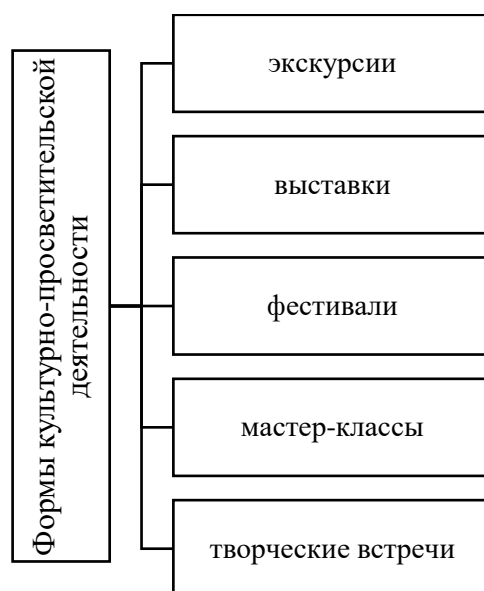 Формы культурно-просветительской
деятельности
экскурсии
выставки
фестивали
мастер-классы
творческие встречи